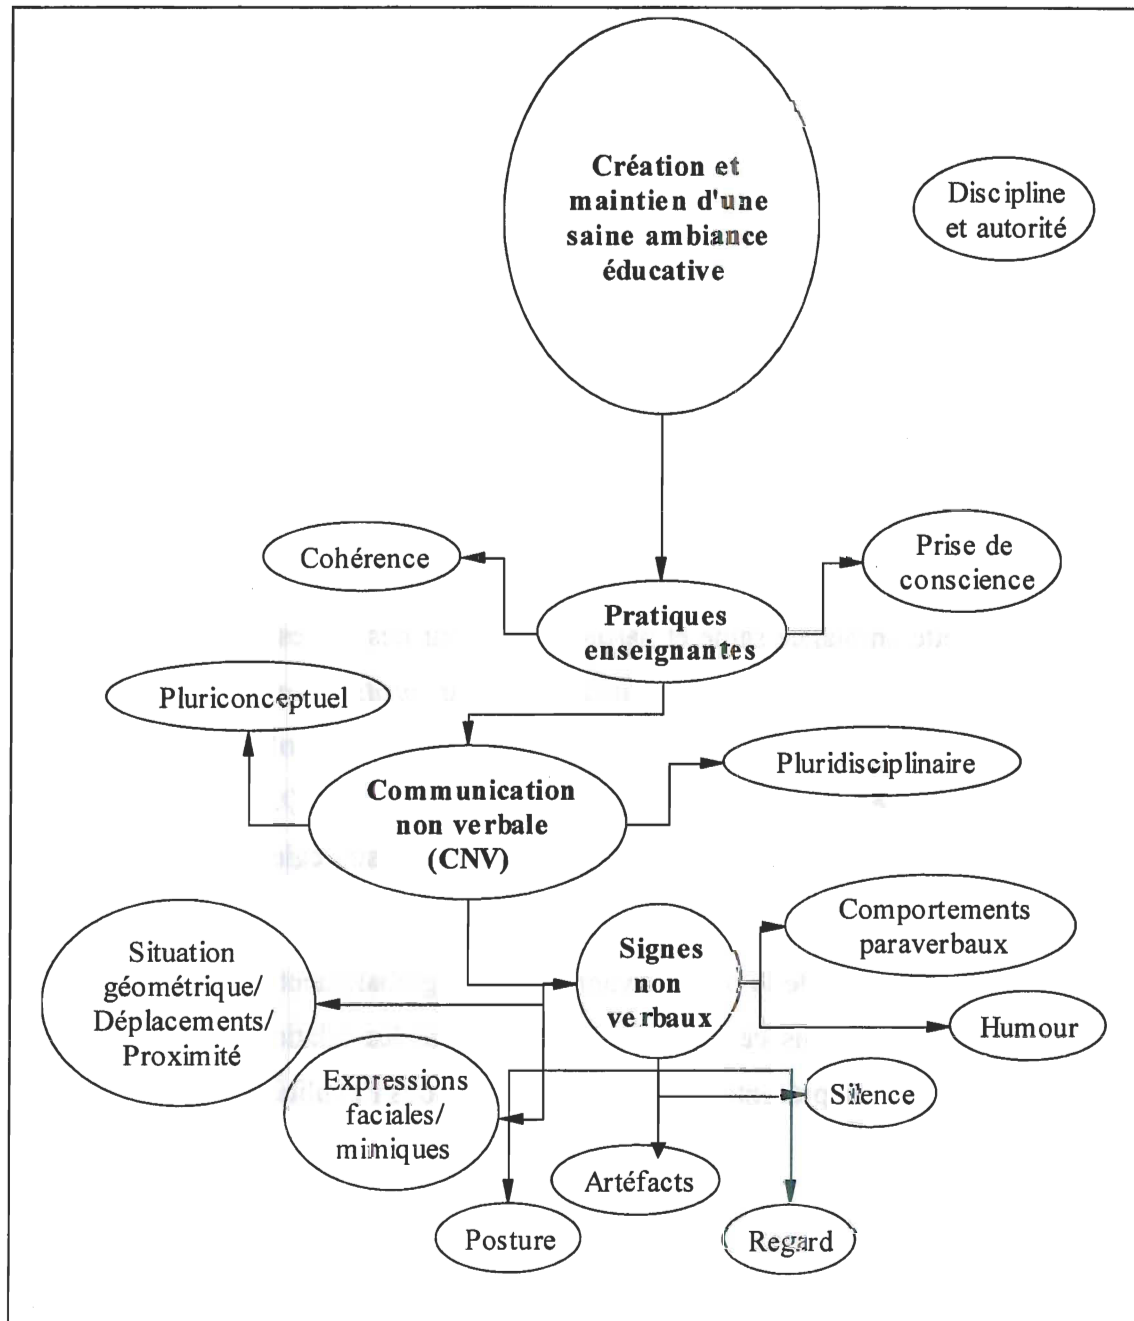 Création et
maintien d'une
saine ambiance
éducative
Discipline
et autorité
Cohérence
Prise de
conscience
Pratiques
enseignantes
Pluriconceptuel
Pluridisciplinaire
Communication
non verbale
(CNV)
Situation
géométrique/
Déplacements/
Proximité
Signes
non
verbaux
Comportements
paraverbaux
Humour
Expressions
faciales/
mimiques
Silence
Artéfacts
Posture
Regard